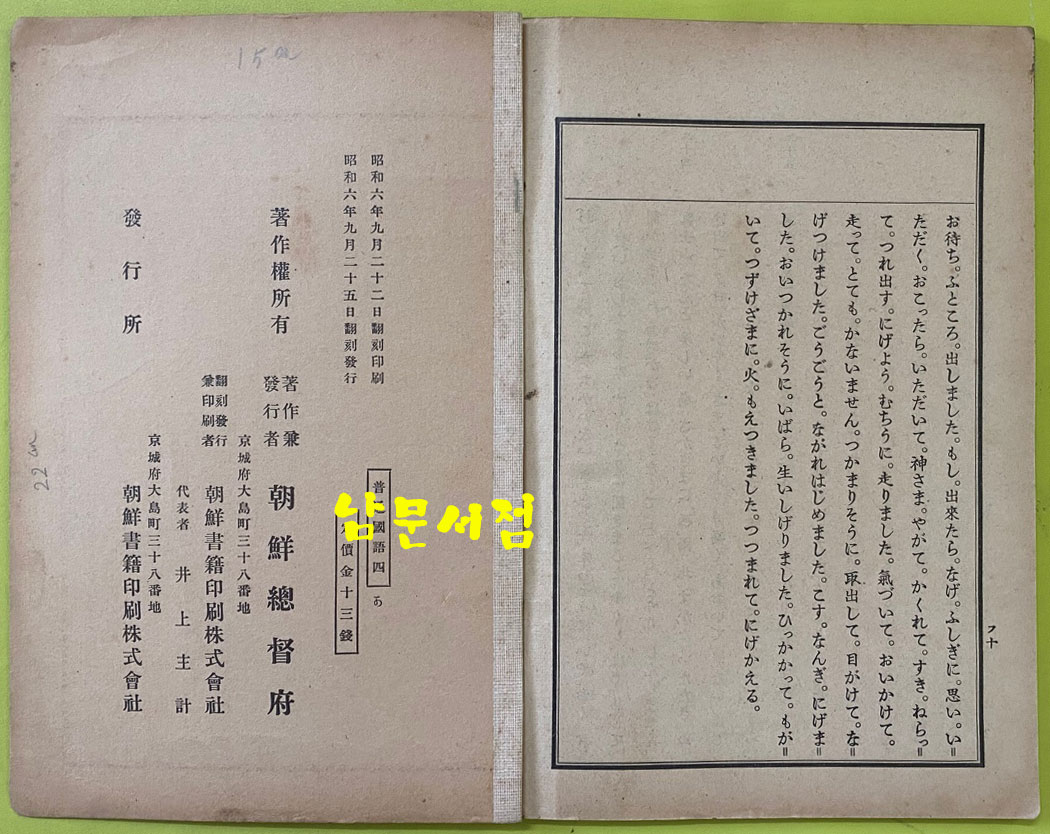 お待ち。ふところ。出しました。もし。出來たら。なげ。ふしぎに。思い。い＝
ただく。おこったら。いただいて。神さま。やがて。かくれて。すき。ねらっ＝
て。つれ出す。にげよう。むちうに。走りました。氣づいて。おいかけて。
走って。とても。かないません。つかまりそうに。取出して。目がけて。な＝
げつけました。ごうごうと。ながれはじめました。こす。なんぎ。にげま＝
した。おいつかれそうに。いばら。生いしげりました。ひっかかって。もが＝
いて。つずけざまに。火。もえつきました。つつまれて。にげかえる。
フ十
15
昭和六年九月二十二日翻刻印刷
昭和六年九月二十五日翻刻發行
普二國語四
あ
價金十三錢
著作權所有
著作兼
發行者
朝鮮總督府
京城府大島町三十八番地
翻刻發行
兼印刷者
朝鮮書籍印刷株式會社
代表者 井上主計
京城府大島町三十八番地
發行所
朝鮮書籍印刷株式會社
22 cm
남문서점